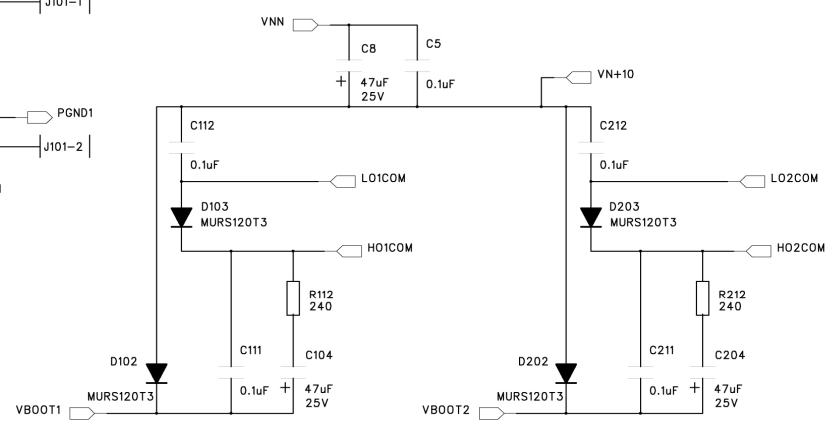 J101-1
VNN
C8
C5
+ 47uF
25V
0.1uF
VN+10
PGND1
J101-2
C112
0.1uF
LO1COM
D103
MURS120T3
HO1COM
R112
240
D102
MURS120T3
C111
0.1uF
C104
+ 47uF
25V
VBOOT1
C212
0.1uF
LO2COM
D203
MURS120T3
HO2COM
R212
240
D202
MURS120T3
C211
0.1uF
C204
+ 47uF
25V
VBOOT2